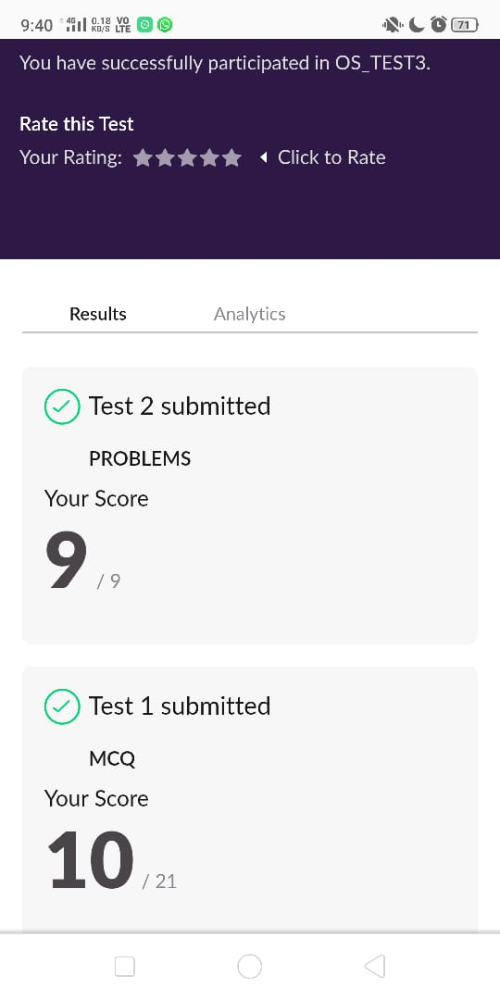 9:40 4G 0.18 KB/S VO LTE 71
You have successfully participated in OS_TEST3.
Rate this Test
Your Rating: Click to Rate
Results Analytics
Test 2 submitted
PROBLEMS
Your Score
9 / 9
Test 1 submitted
MCQ
Your Score
10 / 21